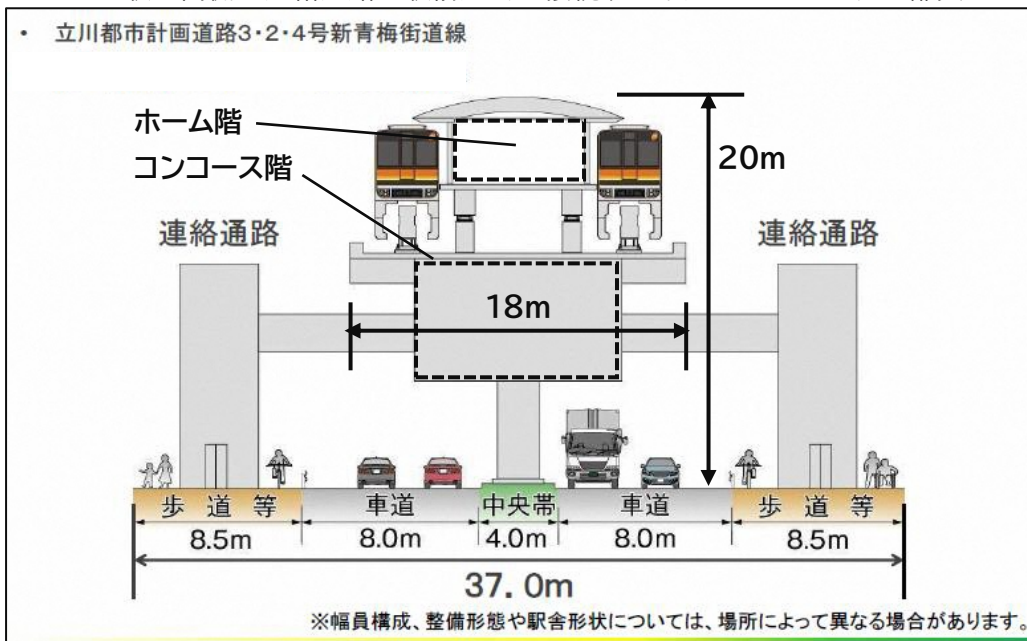 ・ 立川都市計画道路3・2・4号新青梅街道線
ホーム階
コンコース階
20m
連絡通路
連絡通路
18m
歩道等
車道
中央帯
車道
歩道等
8.5m
8.0m
4.0m
8.0m
8.5m
37.0m
※幅員構成、整備形態や駅舎形状については、場所によって異なる場合があります。